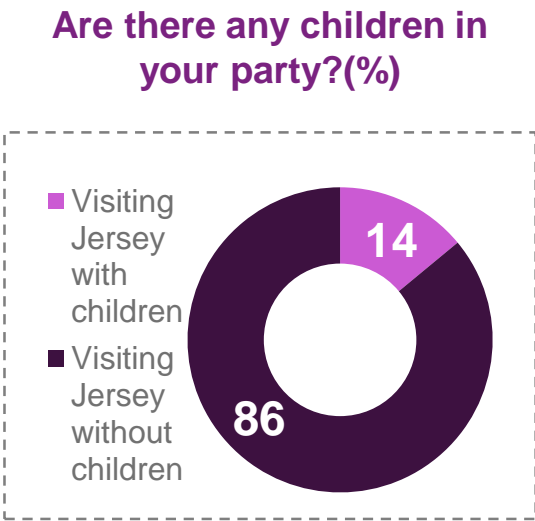 Are there any children in
your party?(%)
Visiting
Jersey
with
children
Visiting
Jersey
without
children
14
86